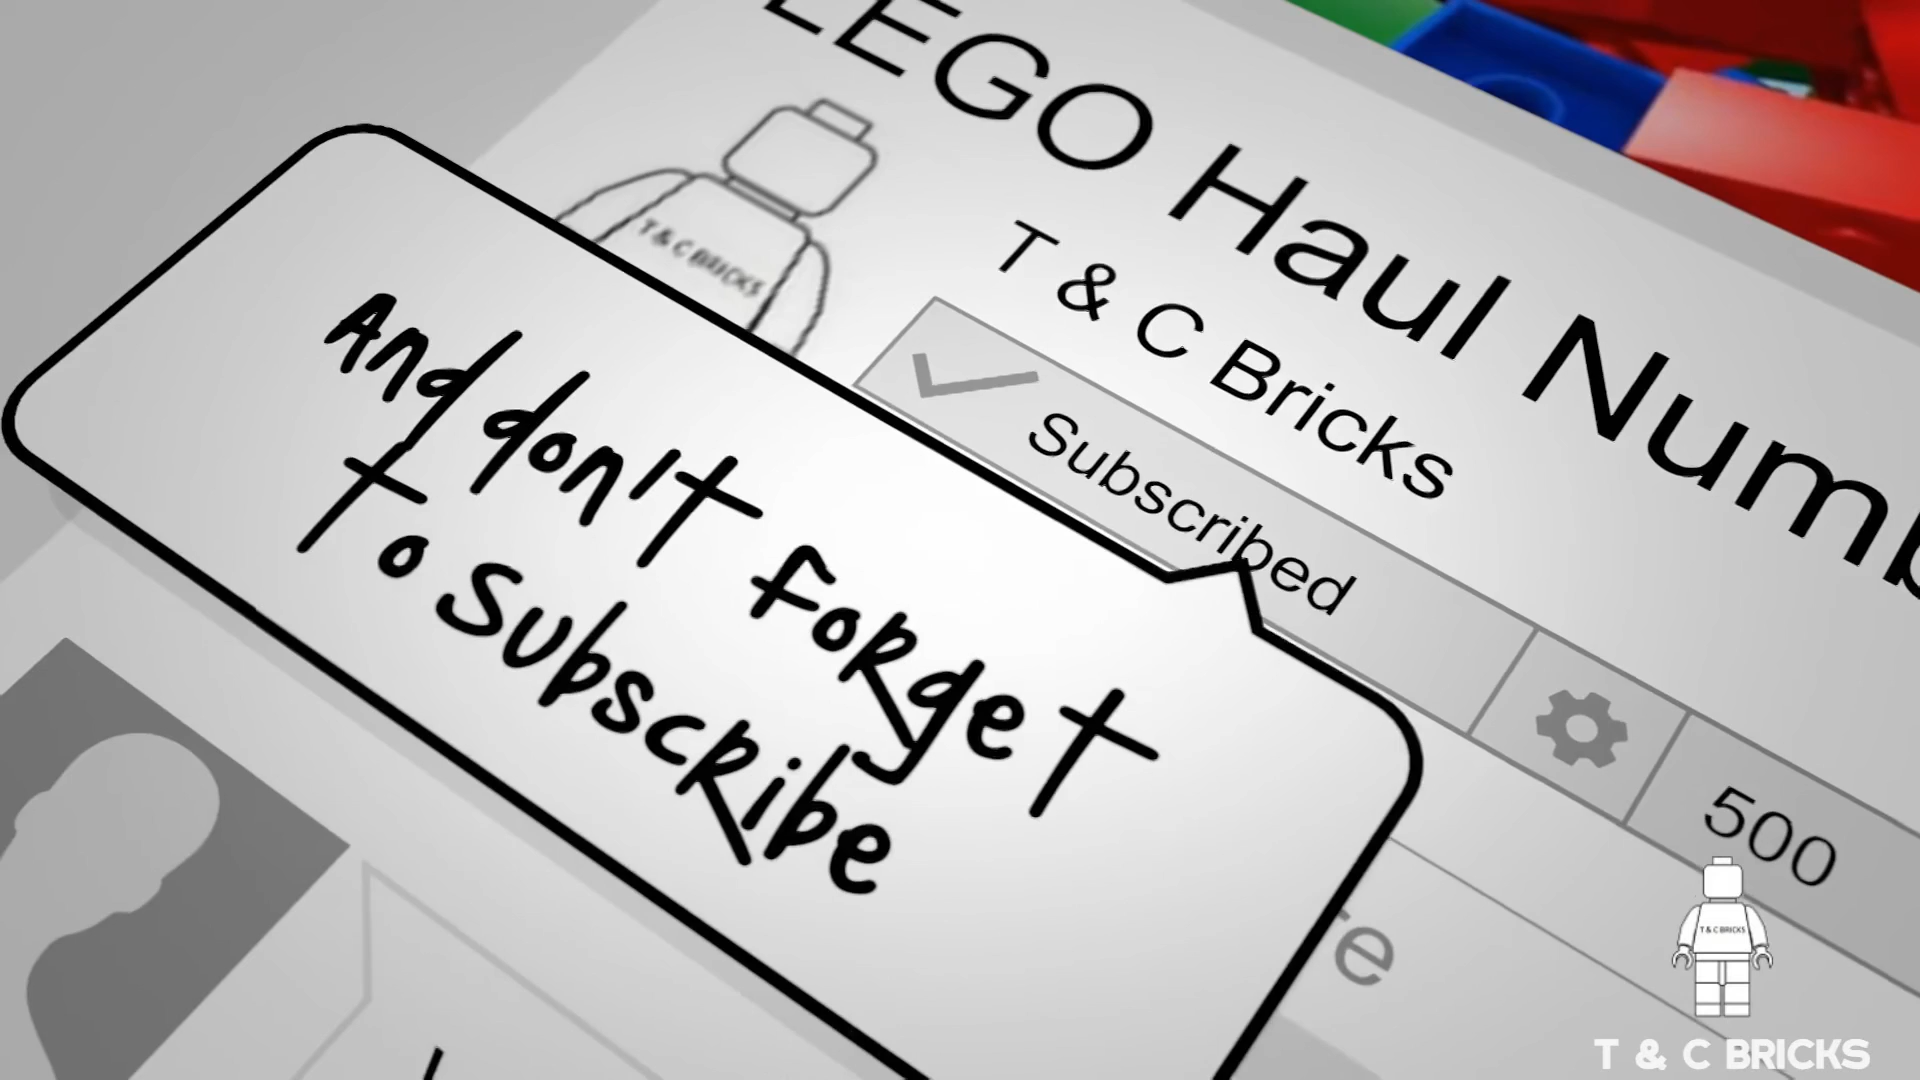 LEGO Haul Numb
T & C Bricks
T & C BRICKS
Subscribed
500
And don't forget
To subscribe
T & C BRICKS
T & C BRICKS